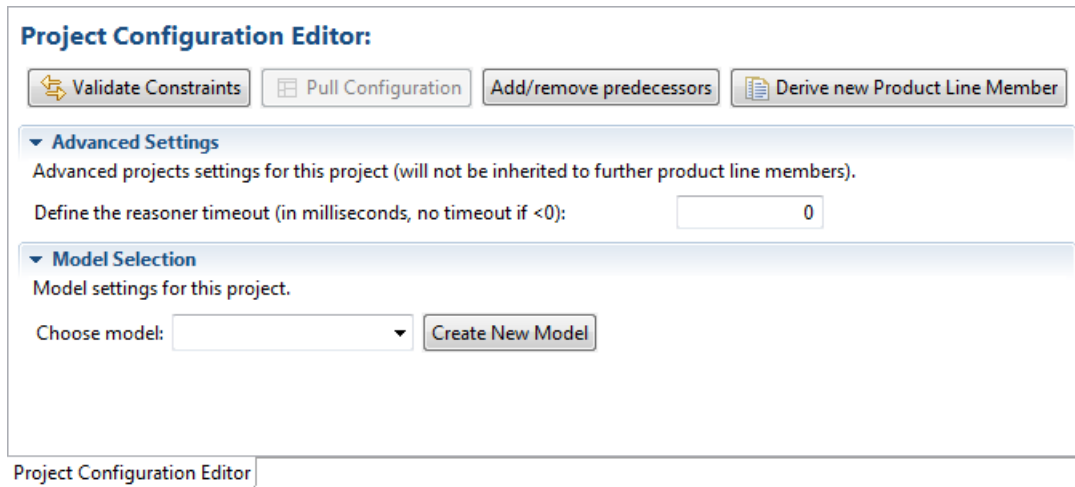 Project Configuration Editor:
Validate Constraints Pull Configuration Add/remove predecessors Derive new Product Line Member
Advanced Settings
Advanced projects settings for this project (will not be inherited to further product line members).
Define the reasoner timeout (in milliseconds, no timeout if <0): 0
Model Selection
Model settings for this project.
Choose model: Create New Model
Project Configuration Editor